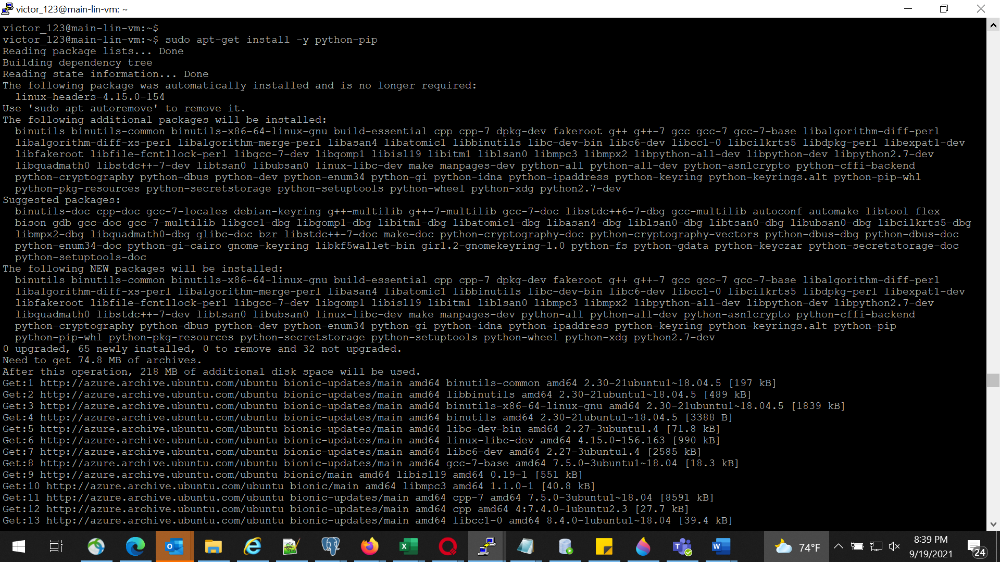 victor_123@main-lin-vm: ~
victor_123@main-lin-vm:~$
victor_123@main-lin-vm:~$ sudo apt-get install -y python-pip
Reading package lists... Done
Building dependency tree
Reading state information... Done
The following package was automatically installed and is no longer required:
  linux-headers-4.15.0-154
Use 'sudo apt autoremove' to remove it.
The following additional packages will be installed:
  binutils binutils-common binutils-x86-64-linux-gnu build-essential cpp cpp-7 dpkg-dev fakeroot g++ g++-7 gcc gcc-7 gcc-7-base libalgorithm-diff-perl
  libalgorithm-diff-xs-perl libalgorithm-merge-perl libasan4 libatomic1 libbinutils libc-dev-bin libc6-dev libcc1-0 libcilkrts5 libdpkg-perl libexpat1-dev
  libfakeroot libfile-fcntllock-perl libgcc-7-dev libgomp1 libisl19 libitm1 liblsan0 libmpc3 libmpx2 libpython-all-dev libpython-dev libpython2.7-dev
  libquadmath0 libstdc++-7-dev libtsan0 libubsan0 linux-libc-dev make manpages-dev python-all python-all-dev python-asn1crypto python-cffi-backend
  python-cryptography python-dbus python-dev python-enum34 python-gi python-idna python-ipaddress python-keyring python-keyrings.alt python-pip-whl
  python-pkg-resources python-secretstorage python-setuptools python-wheel python-xdg python2.7-dev
Suggested packages:
  binutils-doc cpp-doc gcc-7-locales debian-keyring g++-multilib g++-7-multilib gcc-7-doc libstdc++6-7-dbg gcc-multilib autoconf automake libtool flex
  bison gdb gcc-doc gcc-7-multilib libgcc1-dbg libgomp1-dbg libitm1-dbg libatomic1-dbg libasan4-dbg liblsan0-dbg libtsan0-dbg libubsan0-dbg libcilkrts5-dbg
  libmpx2-dbg libquadmath0-dbg glibc-doc bzr libstdc++-7-doc make-doc python-cryptography-doc python-cryptography-vectors python-dbus-dbg python-dbus-doc
  python-enum34-doc python-gi-cairo gnome-keyring libkf5wallet-bin gir1.2-gnomekeyring-1.0 python-fs python-gdata python-keyczar python-secretstorage-doc
  python-setuptools-doc
The following NEW packages will be installed:
  binutils binutils-common binutils-x86-64-linux-gnu build-essential cpp cpp-7 dpkg-dev fakeroot g++ g++-7 gcc gcc-7 gcc-7-base libalgorithm-diff-perl
  libalgorithm-diff-xs-perl libalgorithm-merge-perl libasan4 libatomic1 libbinutils libc-dev-bin libc6-dev libcc1-0 libcilkrts5 libdpkg-perl libexpat1-dev
  libfakeroot libfile-fcntllock-perl libgcc-7-dev libgomp1 libisl19 libitm1 liblsan0 libmpc3 libmpx2 libpython-all-dev libpython-dev libpython2.7-dev
  libquadmath0 libstdc++-7-dev libtsan0 libubsan0 linux-libc-dev make manpages-dev python-all python-all-dev python-asn1crypto python-cffi-backend
  python-cryptography python-dbus python-dev python-enum34 python-gi python-idna python-ipaddress python-keyring python-keyrings.alt python-pip
  python-pip-whl python-pkg-resources python-secretstorage python-setuptools python-wheel python-xdg python2.7-dev
0 upgraded, 65 newly installed, 0 to remove and 32 not upgraded.
Need to get 74.8 MB of archives.
After this operation, 218 MB of additional disk space will be used.
Get:1 http://azure.archive.ubuntu.com/ubuntu bionic-updates/main amd64 binutils-common amd64 2.30-21ubuntu1~18.04.5 [197 kB]
Get:2 http://azure.archive.ubuntu.com/ubuntu bionic-updates/main amd64 libbinutils amd64 2.30-21ubuntu1~18.04.5 [489 kB]
Get:3 http://azure.archive.ubuntu.com/ubuntu bionic-updates/main amd64 binutils-x86-64-linux-gnu amd64 2.30-21ubuntu1~18.04.5 [1839 kB]
Get:4 http://azure.archive.ubuntu.com/ubuntu bionic-updates/main amd64 binutils amd64 2.30-21ubuntu1~18.04.5 [3388 B]
Get:5 http://azure.archive.ubuntu.com/ubuntu bionic-updates/main amd64 libc-dev-bin amd64 2.27-3ubuntu1.4 [71.8 kB]
Get:6 http://azure.archive.ubuntu.com/ubuntu bionic-updates/main amd64 linux-libc-dev amd64 4.15.0-156.163 [990 kB]
Get:7 http://azure.archive.ubuntu.com/ubuntu bionic-updates/main amd64 libc6-dev amd64 2.27-3ubuntu1.4 [2585 kB]
Get:8 http://azure.archive.ubuntu.com/ubuntu bionic-updates/main amd64 gcc-7-base amd64 7.5.0-3ubuntu1~18.04 [18.3 kB]
Get:9 http://azure.archive.ubuntu.com/ubuntu bionic/main amd64 libisl19 amd64 0.19-1 [551 kB]
Get:10 http://azure.archive.ubuntu.com/ubuntu bionic/main amd64 libmpc3 amd64 1.1.0-1 [40.8 kB]
Get:11 http://azure.archive.ubuntu.com/ubuntu bionic-updates/main amd64 cpp-7 amd64 7.5.0-3ubuntu1~18.04 [8591 kB]
Get:12 http://azure.archive.ubuntu.com/ubuntu bionic-updates/main amd64 cpp amd64 4:7.4.0-1ubuntu2.3 [27.7 kB]
Get:13 http://azure.archive.ubuntu.com/ubuntu bionic-updates/main amd64 libcc1-0 amd64 8.4.0-1ubuntu1~18.04 [39.4 kB]
74°F
8:39 PM
9/19/2021
24